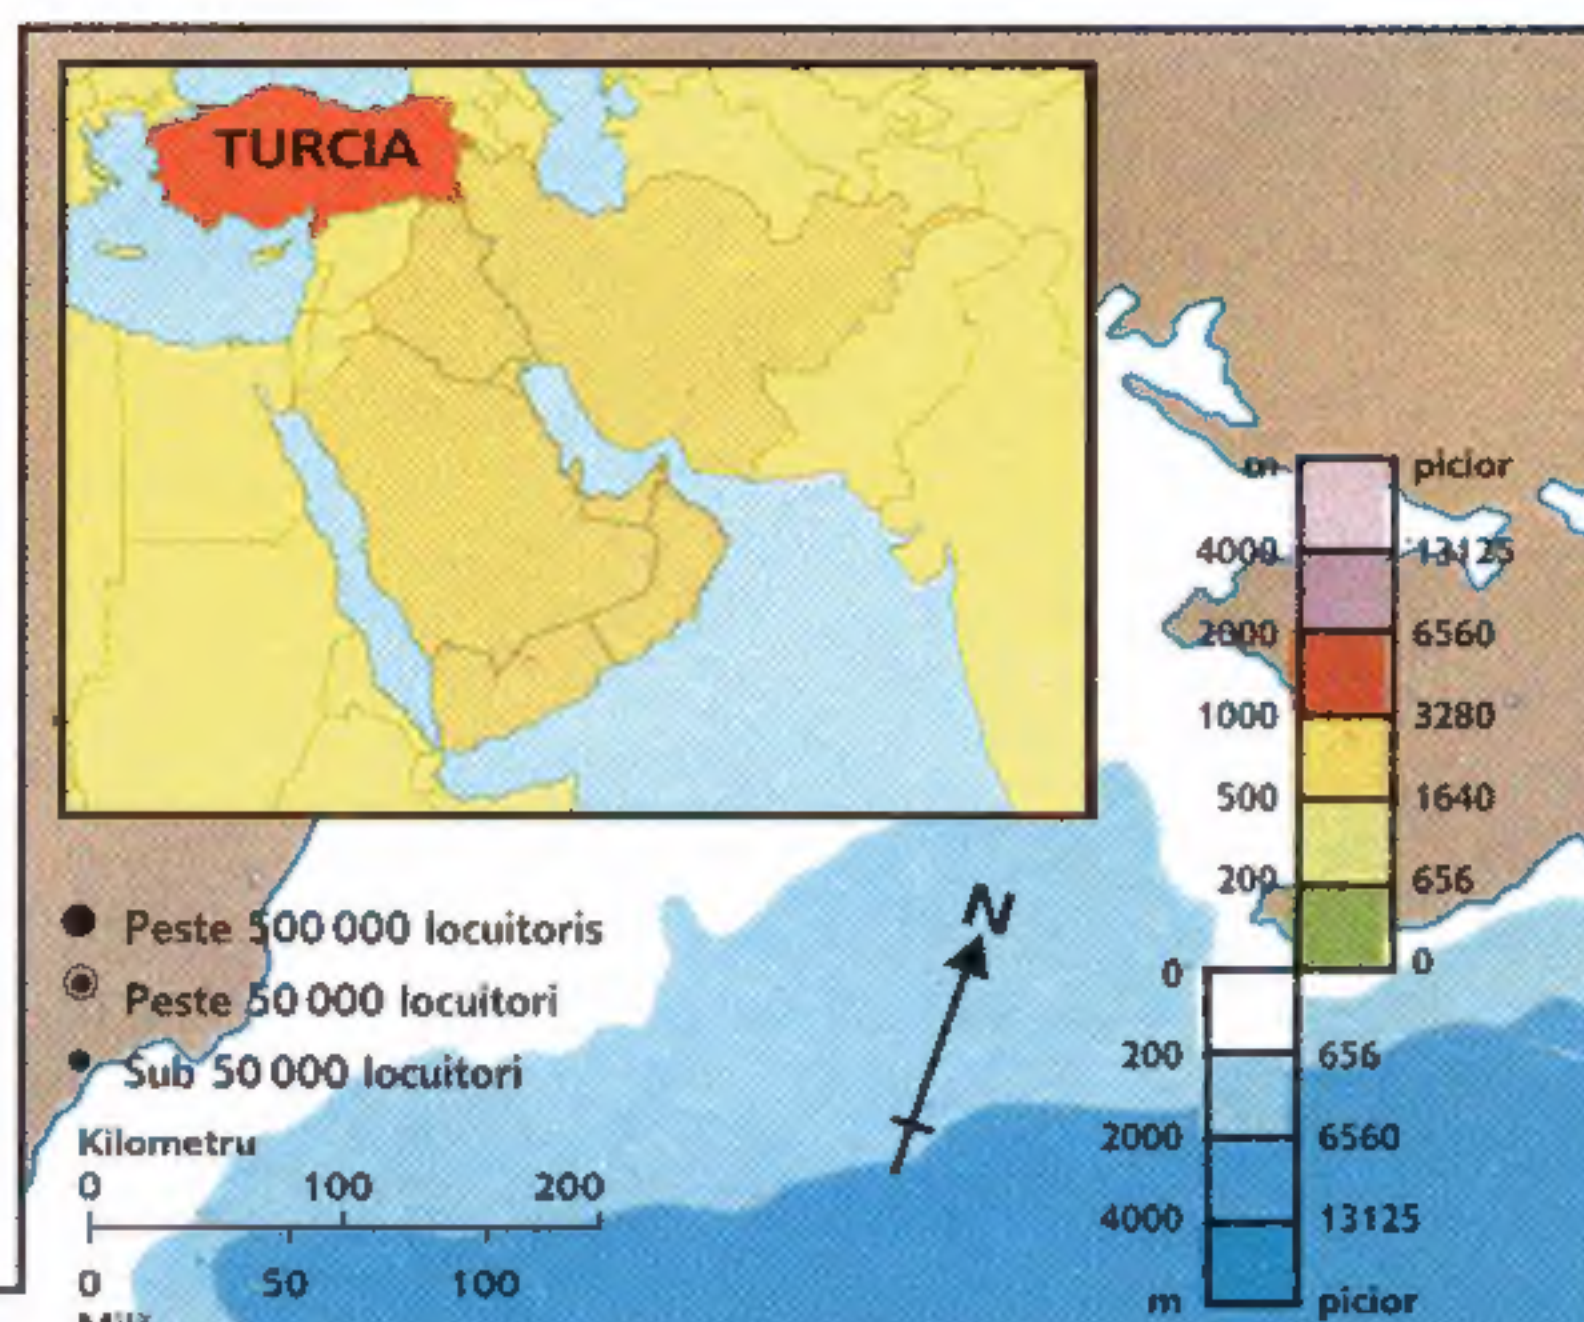 TURCIA
m picior
4000 13125
2000 6560
1000 3280
500 1640
200 656
0 0
200 656
2000 6560
4000 13125
m picior
N
Peste 500 000 locuitoris
Peste 50 000 locuitori
Sub 50 000 locuitori
Kilometru
0 100 200
0 50 100